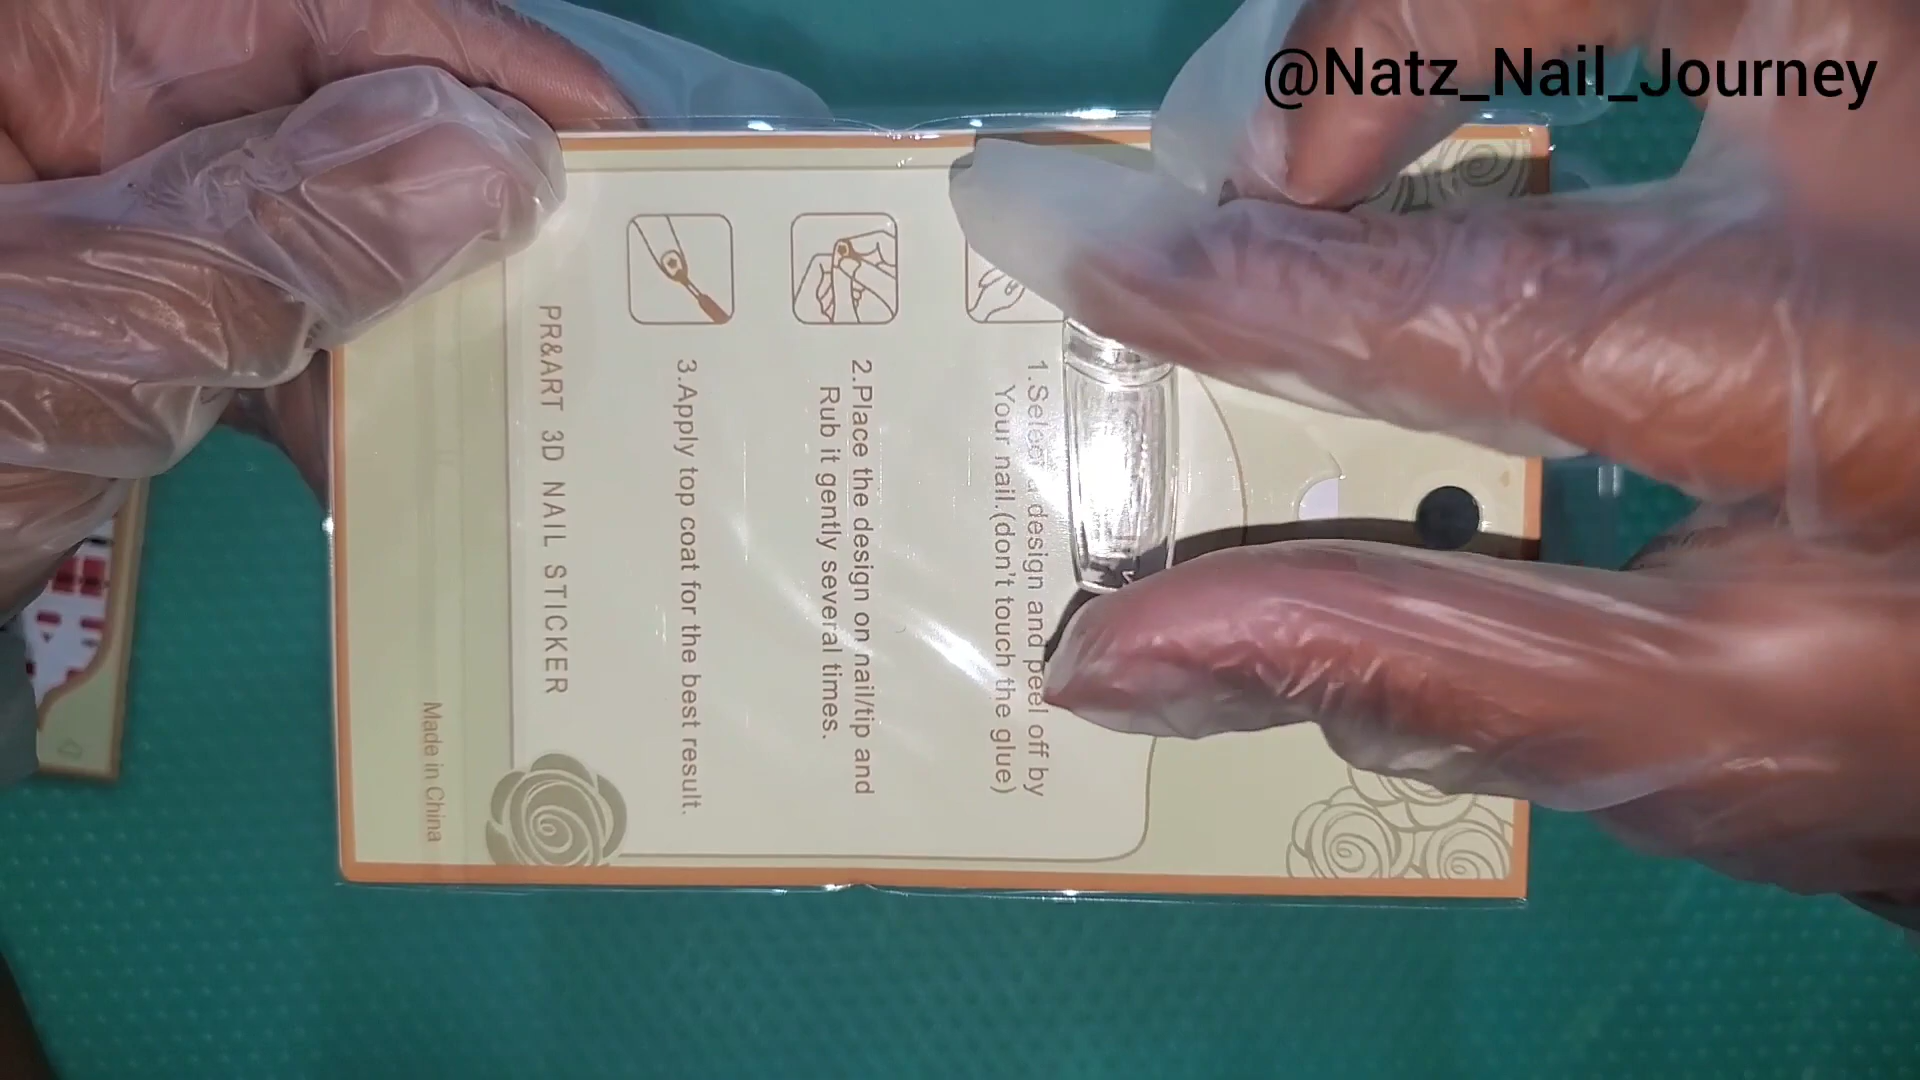 @Natz_Nail_Journey
1.Select design and peel off by
Your nail.(don't touch the glue)
2.Place the design on nail/tip and
Rub it gently several times.
3.Apply top coat for the best result.
PR&ART 3D NAIL STICKER
Made in China